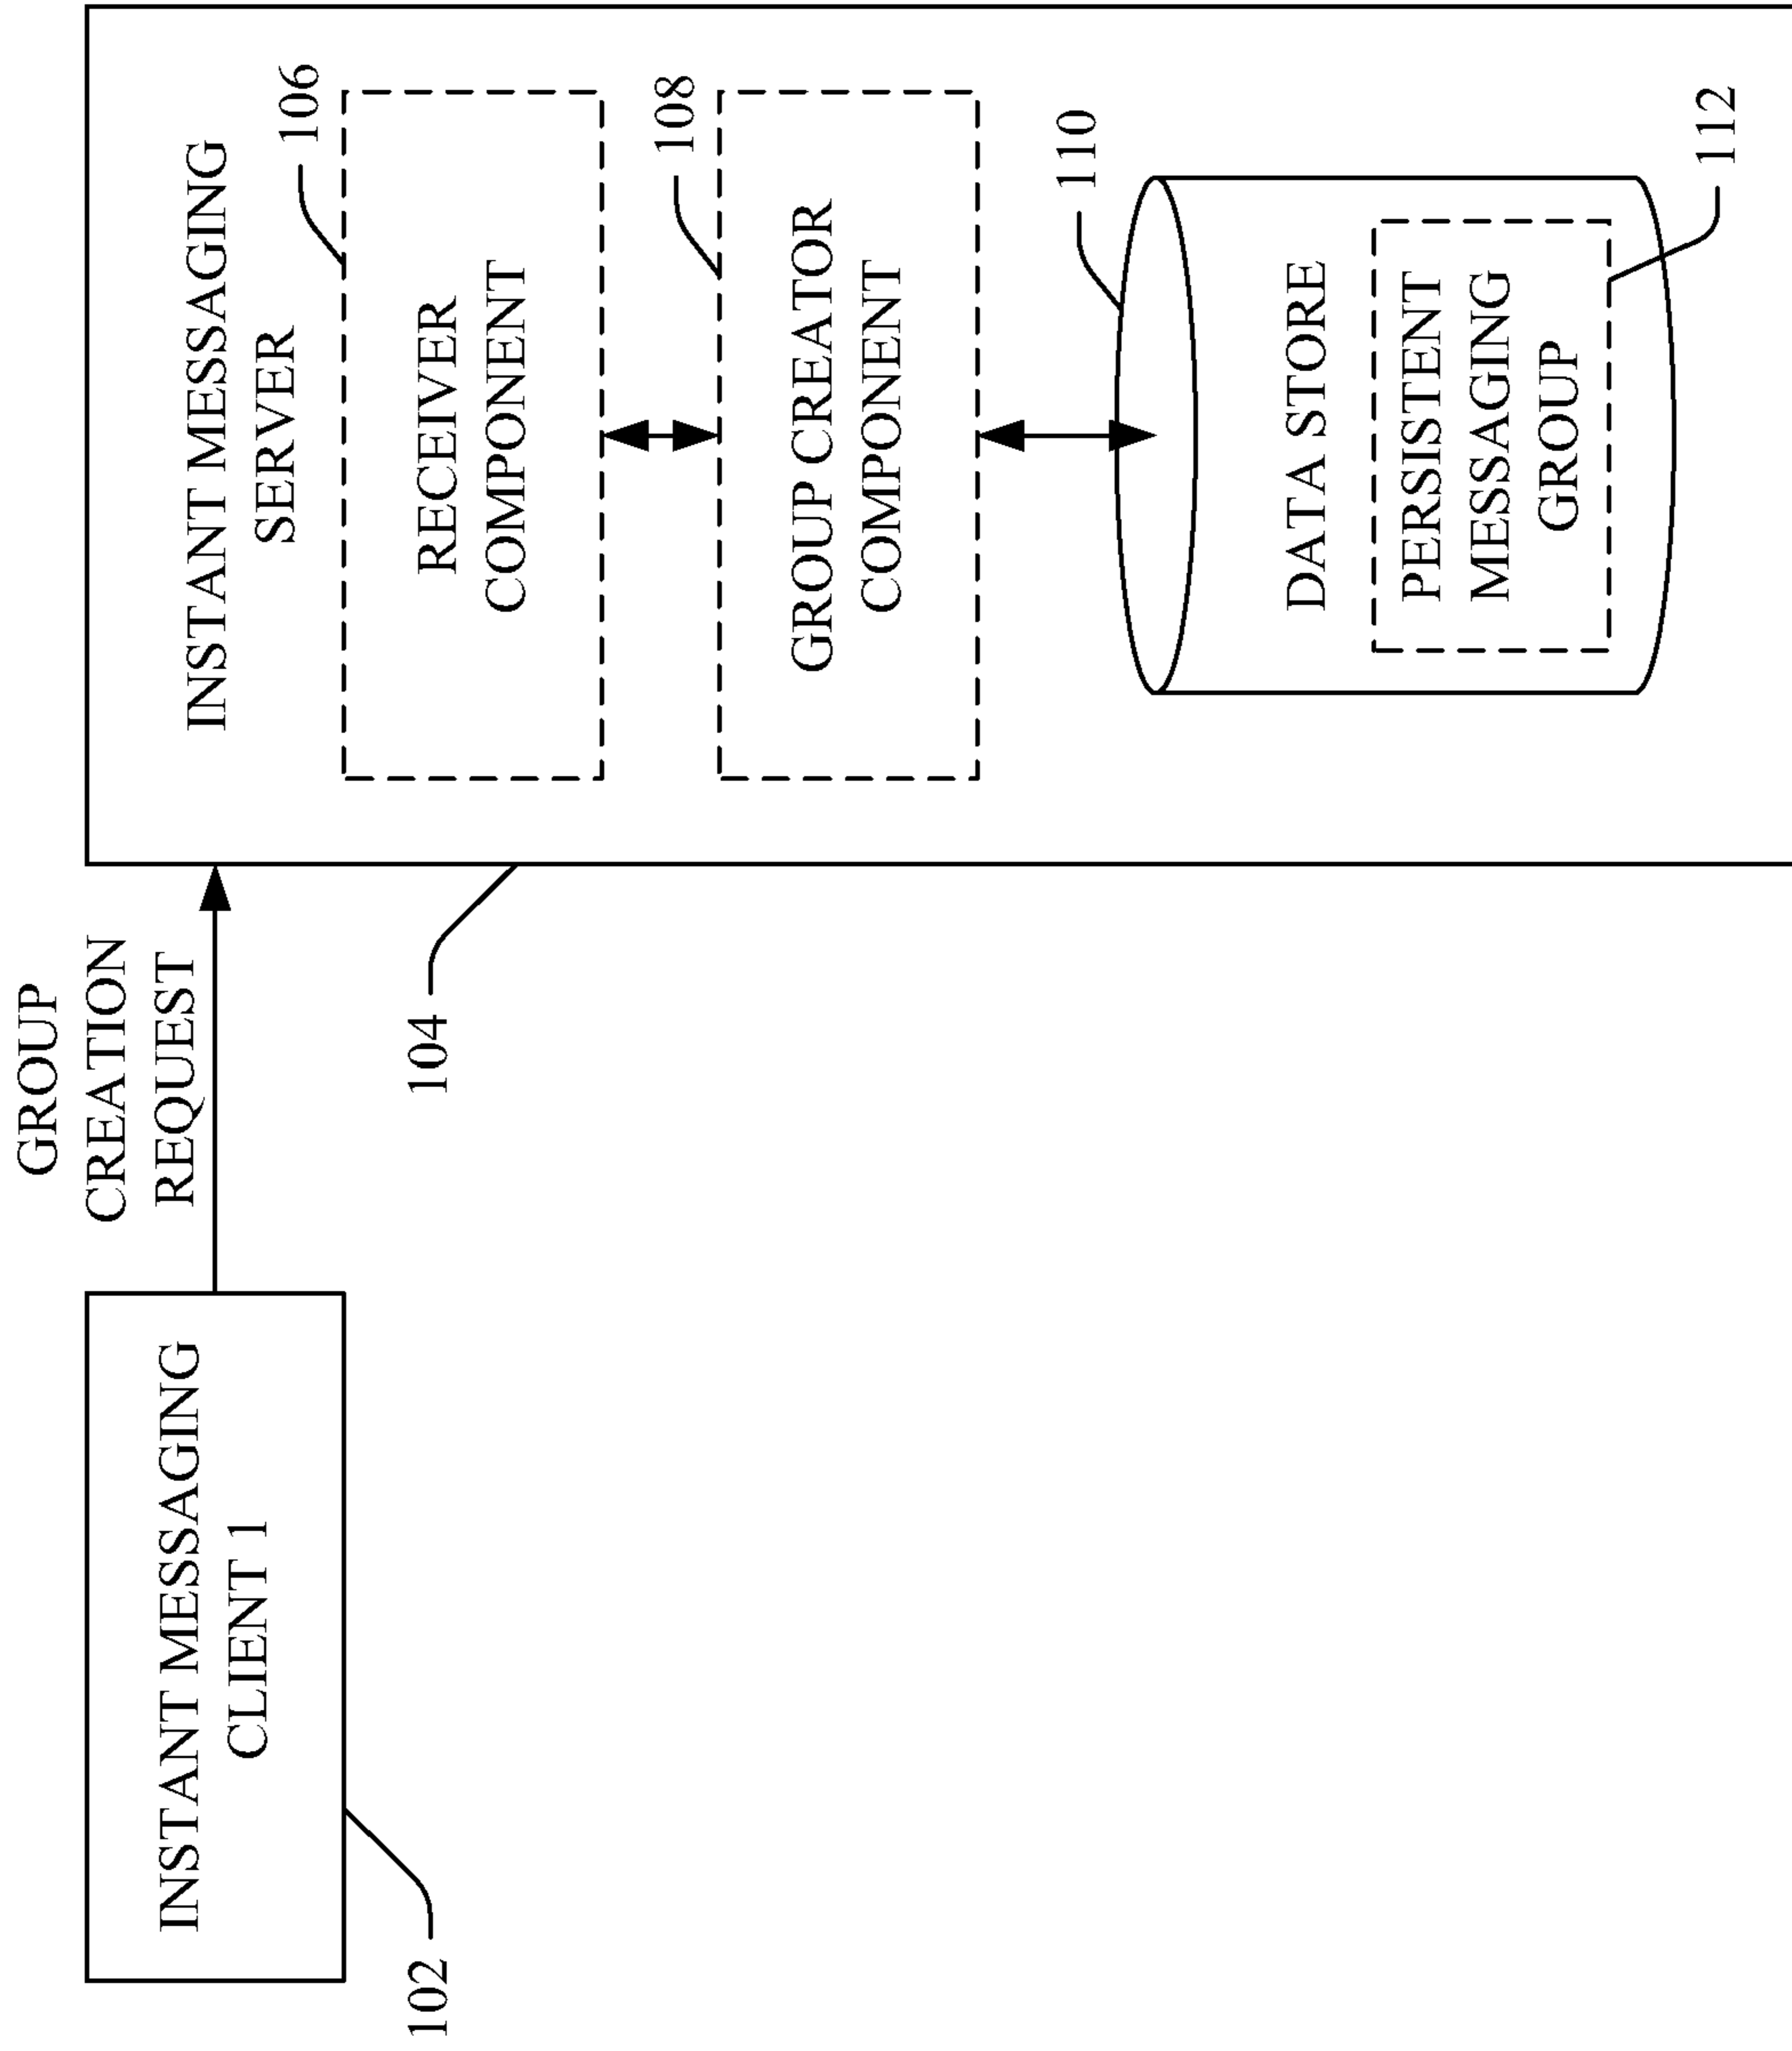 GROUP
CREATION
REQUEST
INSTANT MESSAGING
CLIENT 1
102
104
INSTANT MESSAGING
SERVER
106
RECEIVER
COMPONENT
108
GROUP CREATOR
COMPONENT
110
DATA STORE
PERSISTENT
MESSAGING
GROUP
112